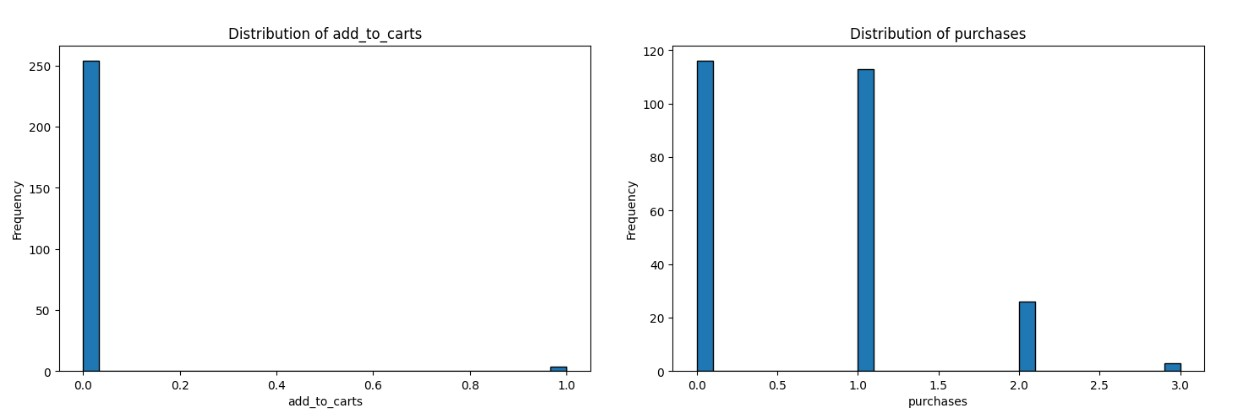 Distribution of add_to_carts
Frequency
250
200
150
100
50
0
0.0 0.2 0.4 0.6 0.8 1.0
add_to_carts
Distribution of purchases
Frequency
120
100
80
60
40
20
0
0.0 0.5 1.0 1.5 2.0 2.5 3.0
purchases